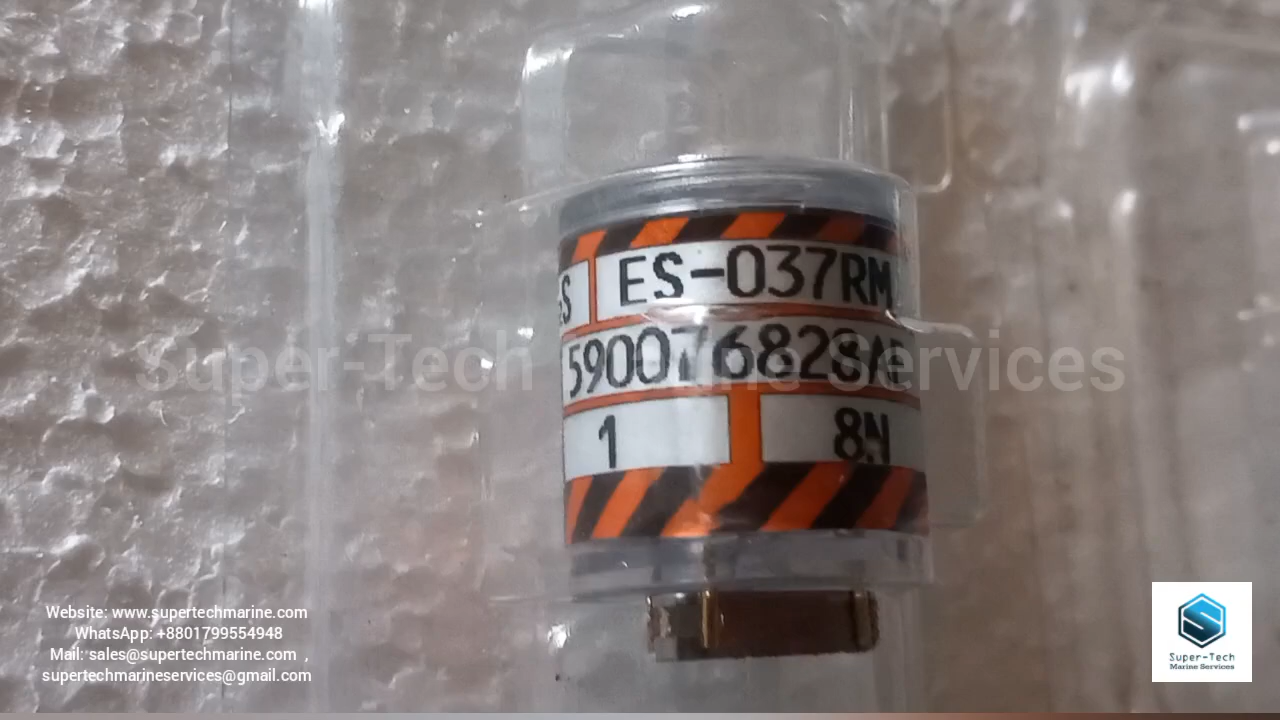 ES-037RM
59007682SAE
1 8N
Super-Tech Marine Services
Website: www.supertechmarine.com
WhatsApp: +8801799554948
Mail: sales@supertechmarine.com ,
supertechmarineservices@gmail.com
Super-Tech
Marine Services